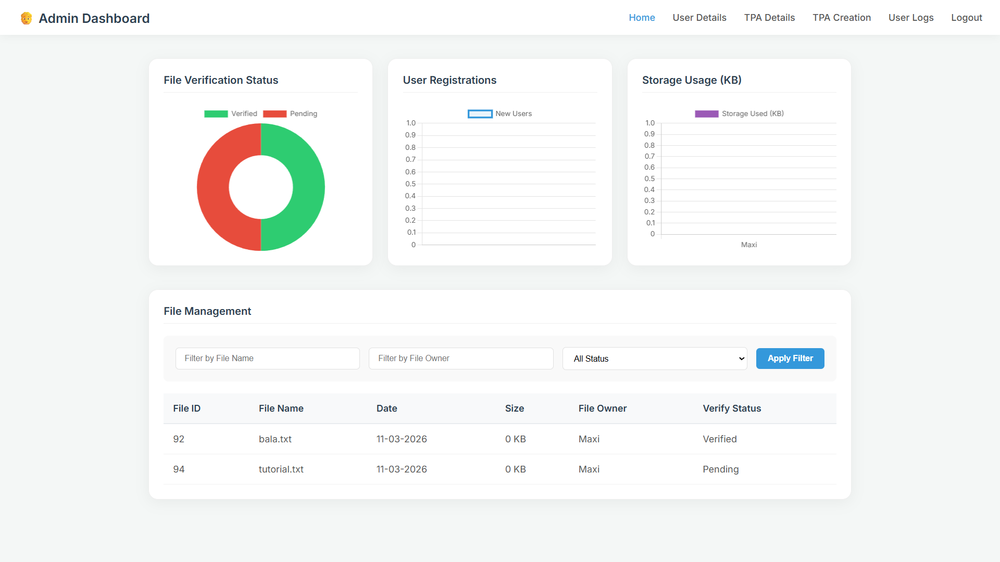 Admin Dashboard
Home User Details TPA Details TPA Creation User Logs Logout
File Verification Status
Verified Pending
User Registrations
New Users
1.0
0.9
0.8
0.7
0.6
0.5
0.4
0.3
0.2
0.1
0
Storage Usage (KB)
Storage Used (KB)
1.0
0.9
0.8
0.7
0.6
0.5
0.4
0.3
0.2
0.1
0
Maxi
File Management
Filter by File Name Filter by File Owner All Status Apply Filter
File ID File Name Date Size File Owner Verify Status
92 bala.txt 11-03-2026 0 KB Maxi Verified
94 tutorial.txt 11-03-2026 0 KB Maxi Pending